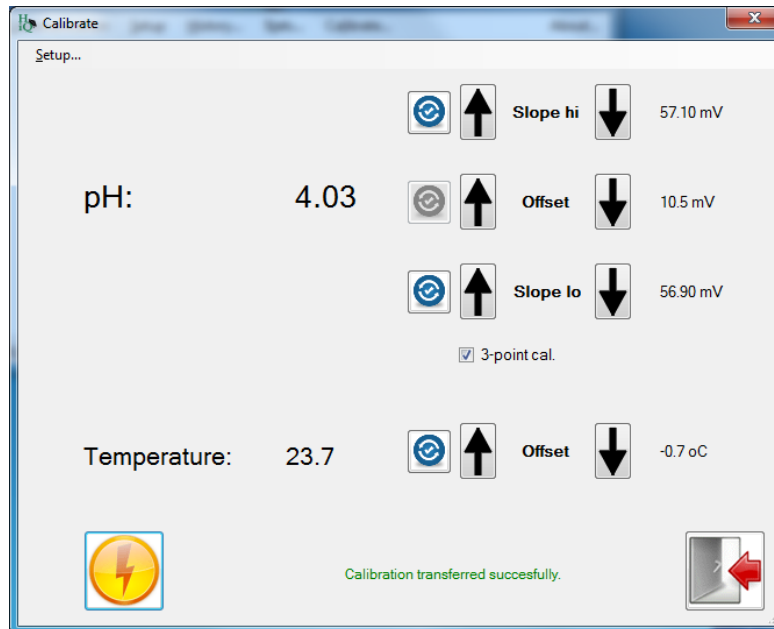 Calibrate
Setup...
Slope hi
57.10 mV
pH:
4.03
Offset
10.5 mV
Slope lo
56.90 mV
3-point cal.
Temperature:
23.7
Offset
-0.7 oC
Calibration transferred succesfully.